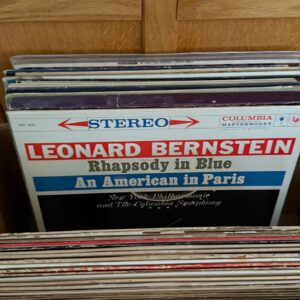 STEREO
COLUMBIA
MASTERWORKS
LEONARD BERNSTEIN
Rhapsody in Blue
An American in Paris
New York Philharmonic
and The Columbia Symphony